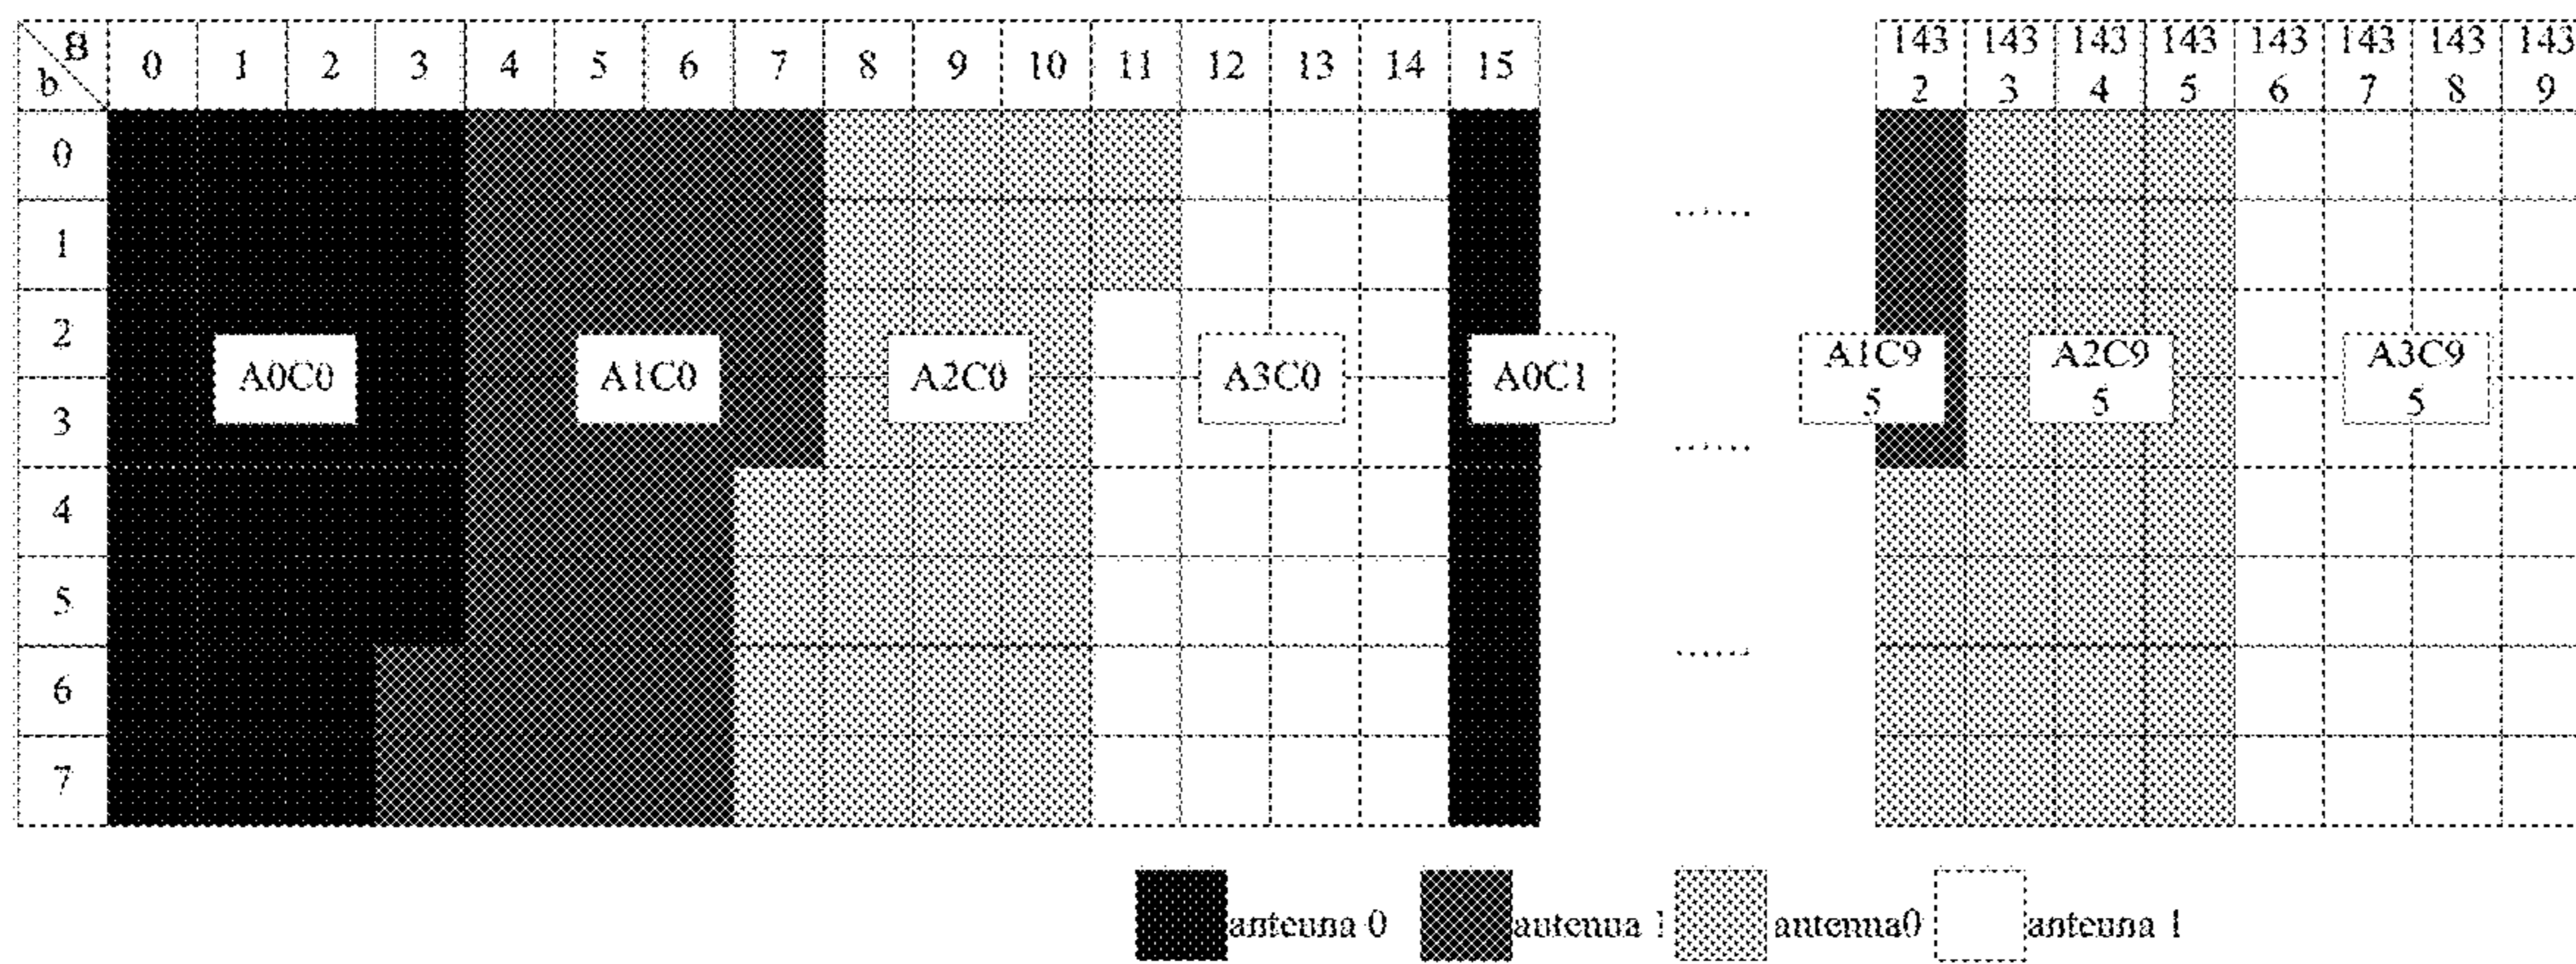 B
b
0 1 2 3 4 5 6 7 8 9 10 11 12 13 14 15
143 143 143 143 143 143 143 143
2 3 4 5 6 7 8 9
0
1
2
3
4
5
6
7
A0C0 A1C0 A2C0 A3C0 A0C1
A1C9 A2C9 A3C9
5 5 5
......
......
......
antenna 0 antenna 1 antenna0 antenna 1